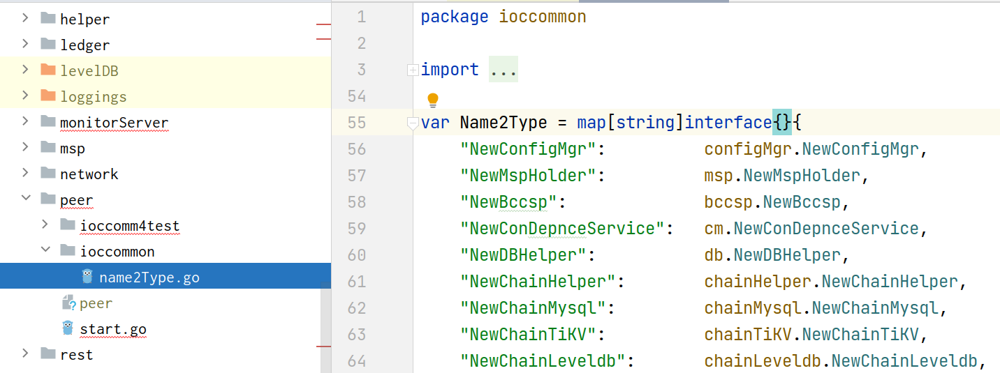 helper
ledger
levelDB
loggings
monitorServer
msp
network
peer
ioccomm4test
ioccommon
name2Type.go
peer
start.go
rest
1 package ioccommon
2
3 import ...
54
55 var Name2Type = map[string]interface{}{
56 "NewConfigMgr": configMgr.NewConfigMgr,
57 "NewMspHolder": msp.NewMspHolder,
58 "NewBccsp": bccsp.NewBccsp,
59 "NewConDepnceService": cm.NewConDepnceService,
60 "NewDBHelper": db.NewDBHelper,
61 "NewChainHelper": chainHelper.NewChainHelper,
62 "NewChainMysql": chainMysql.NewChainMysql,
63 "NewChainTiKV": chainTiKV.NewChainTiKV,
64 "NewChainLeveldb": chainLeveldb.NewChainLeveldb,